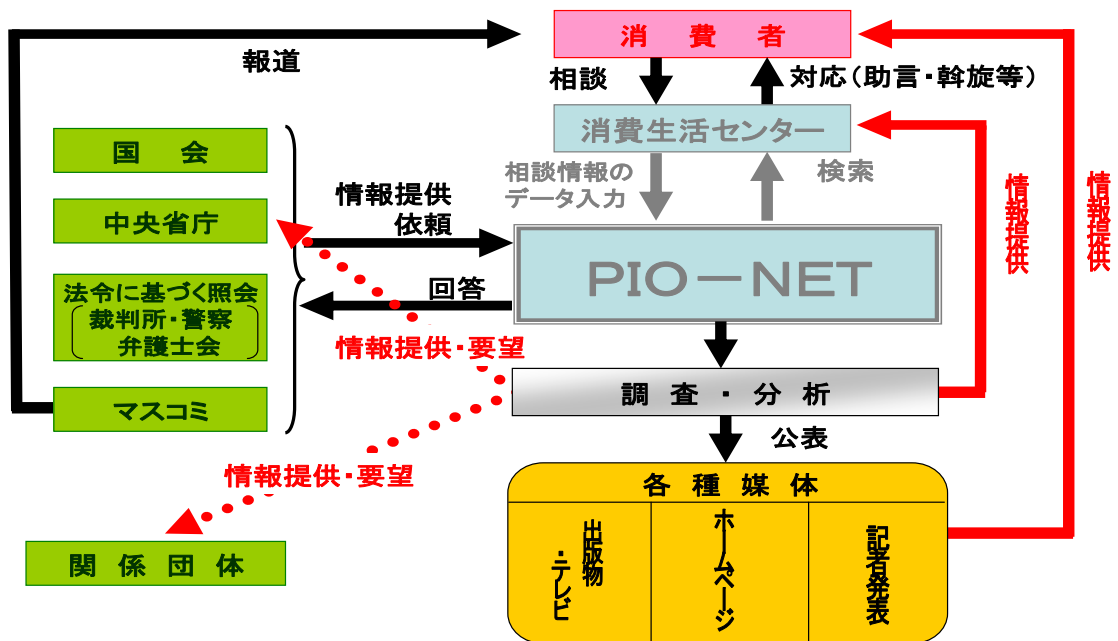 消 費 者
報道
相談
対応（助言・斡旋等）
消費生活センター
国 会
相談情報の
データ入力
検索
情報提供
情報提供
中央省庁
情報提供
依頼
PIO－NET
法令に基づく照会
裁判所・警察
弁護士会
回答
情報提供・要望
マスコミ
調 査 ・ 分 析
公表
情報提供・要望
各 種 媒 体
出版物
・テレビ
ホームページ
記者発表
関 係 団 体